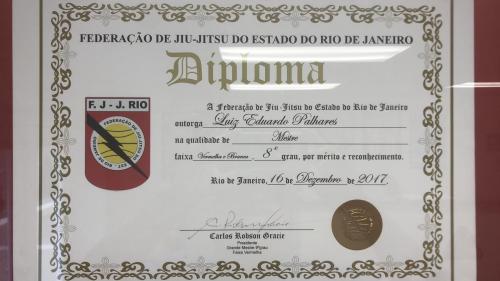 FEDERAÇÃO DE JIU-JITSU DO ESTADO DO RIO DE JANEIRO
Diploma
F. J - J. RIO
A Federação de Jiu-Jitsu do Estado do Rio de Janeiro
outorga Luiz Eduardo Palhares
na qualidade de Mestre
faixa Vermelha e Branca 8º grau, por mérito e reconhecimento.
Rio de Janeiro, 16 de Dezembro de 2017.
Carlos Robson Gracie
Presidente
Grande Mestre 9ºgrau
Faixa Vermelha